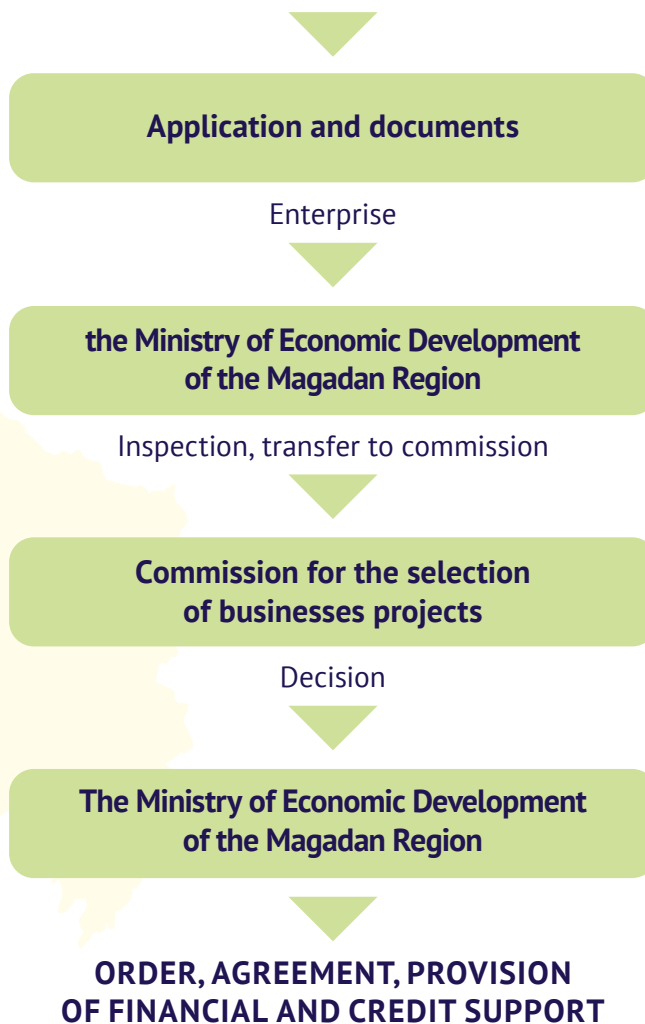 Application and documents
Enterprise
the Ministry of Economic Development
of the Magadan Region
Inspection, transfer to commission
Commission for the selection
of businesses projects
Decision
The Ministry of Economic Development
of the Magadan Region
ORDER, AGREEMENT, PROVISION
OF FINANCIAL AND CREDIT SUPPORT